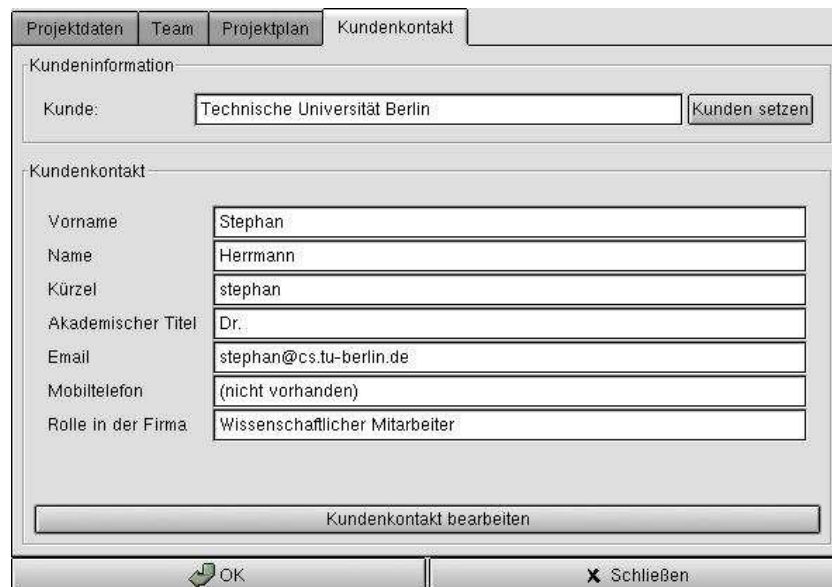 Projektdaten Team Projektplan Kundenkontakt
Kundeninformation
Kunde: Technische Universität Berlin Kunden setzen
Kundenkontakt
Vorname Stephan
Name Herrmann
Kürzel stephan
Akademischer Titel Dr.
Email stephan@cs.tu-berlin.de
Mobiltelefon (nicht vorhanden)
Rolle in der Firma Wissenschaftlicher Mitarbeiter
Kundenkontakt bearbeiten
OK Schließen